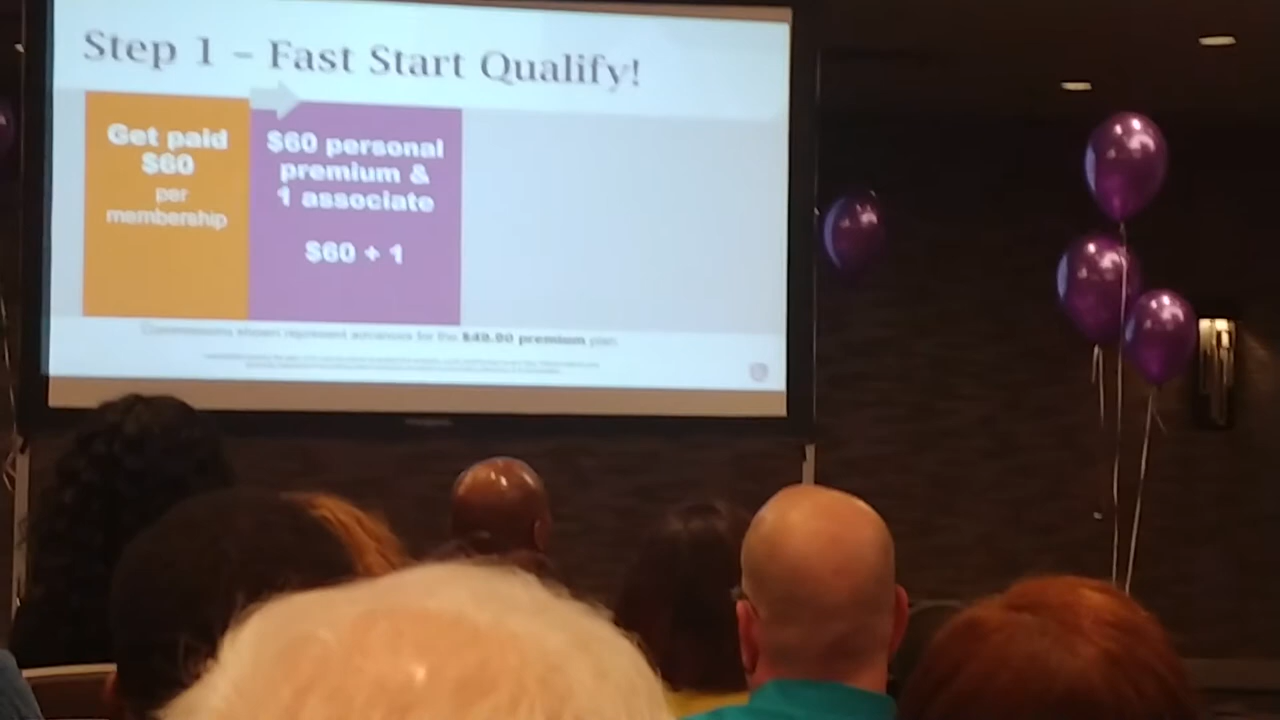 Step 1 – Fast Start Qualify!
Get paid
$60
per
membership
$60 personal
premium &
1 associate
$60 + 1
Commissions shown represent advances for the $49.00 premium plan.